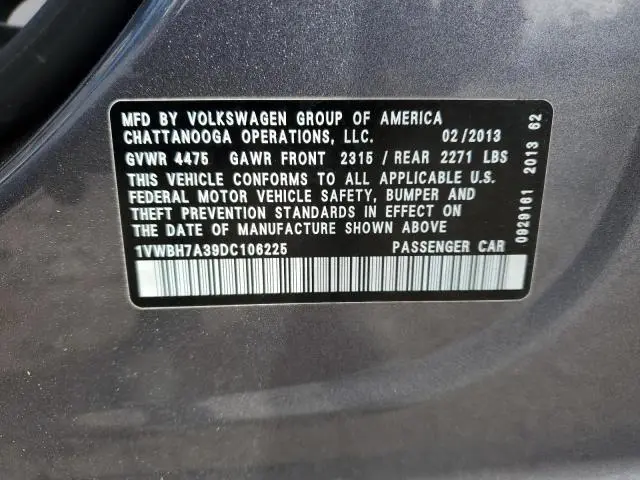 MFD BY VOLKSWAGEN GROUP OF AMERICA
CHATTANOOGA OPERATIONS, LLC. 02/2013
GVWR 4475 GAWR FRONT 2315 / REAR 2271 LBS
THIS VEHICLE CONFORMS TO ALL APPLICABLE U.S.
FEDERAL MOTOR VEHICLE SAFETY, BUMPER AND
THEFT PREVENTION STANDARDS IN EFFECT ON
THE DATE OF MANUFACTURE SHOWN ABOVE
1VWBH7A39DC106225 PASSENGER CAR
0929161 2013 62